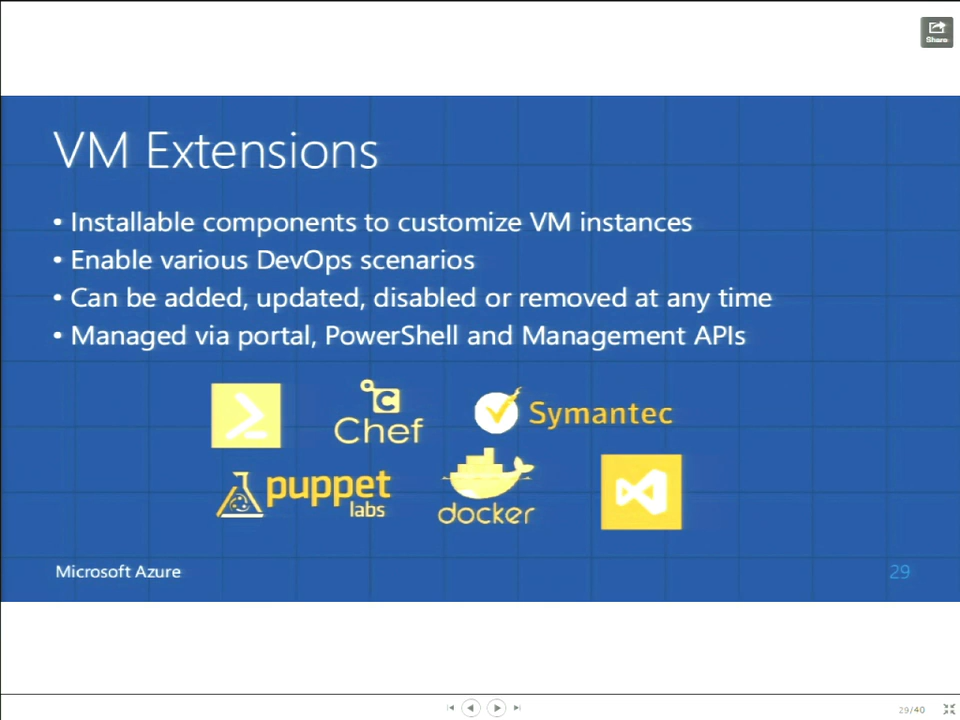 Share
VM Extensions
• Installable components to customize VM instances
• Enable various DevOps scenarios
• Can be added, updated, disabled or removed at any time
• Managed via portal, PowerShell and Management APIs
Chef
Symantec
puppet
labs
docker
Microsoft Azure
29
29/40